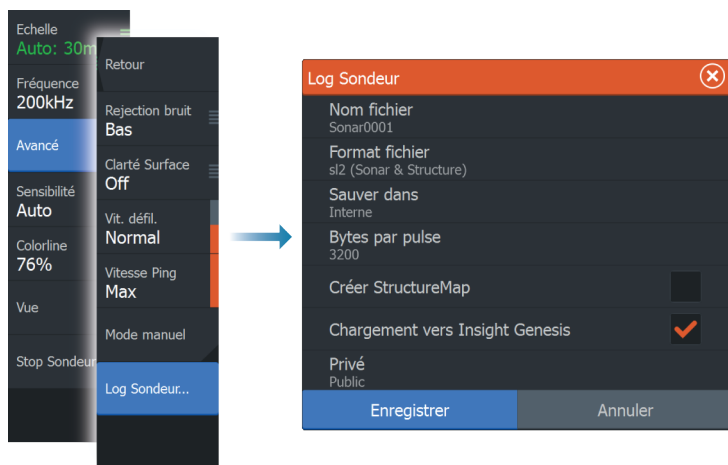 Echelle
Auto: 30m
Fréquence
200kHz
Avancé
Sensibilité
Auto
Colorline
76%
Vue
Stop Sondeur
Retour
Rejection bruit
Bas
Clarté Surface
Off
Vit. défil.
Normal
Vitesse Ping
Max
Mode manuel
Log Sondeur...
Log Sondeur
Nom fichier
Sonar0001
Format fichier
sl2 (Sonar & Structure)
Sauver dans
Interne
Bytes par pulse
3200
Créer StructureMap
Chargement vers Insight Genesis
Privé
Public
Enregistrer
Annuler